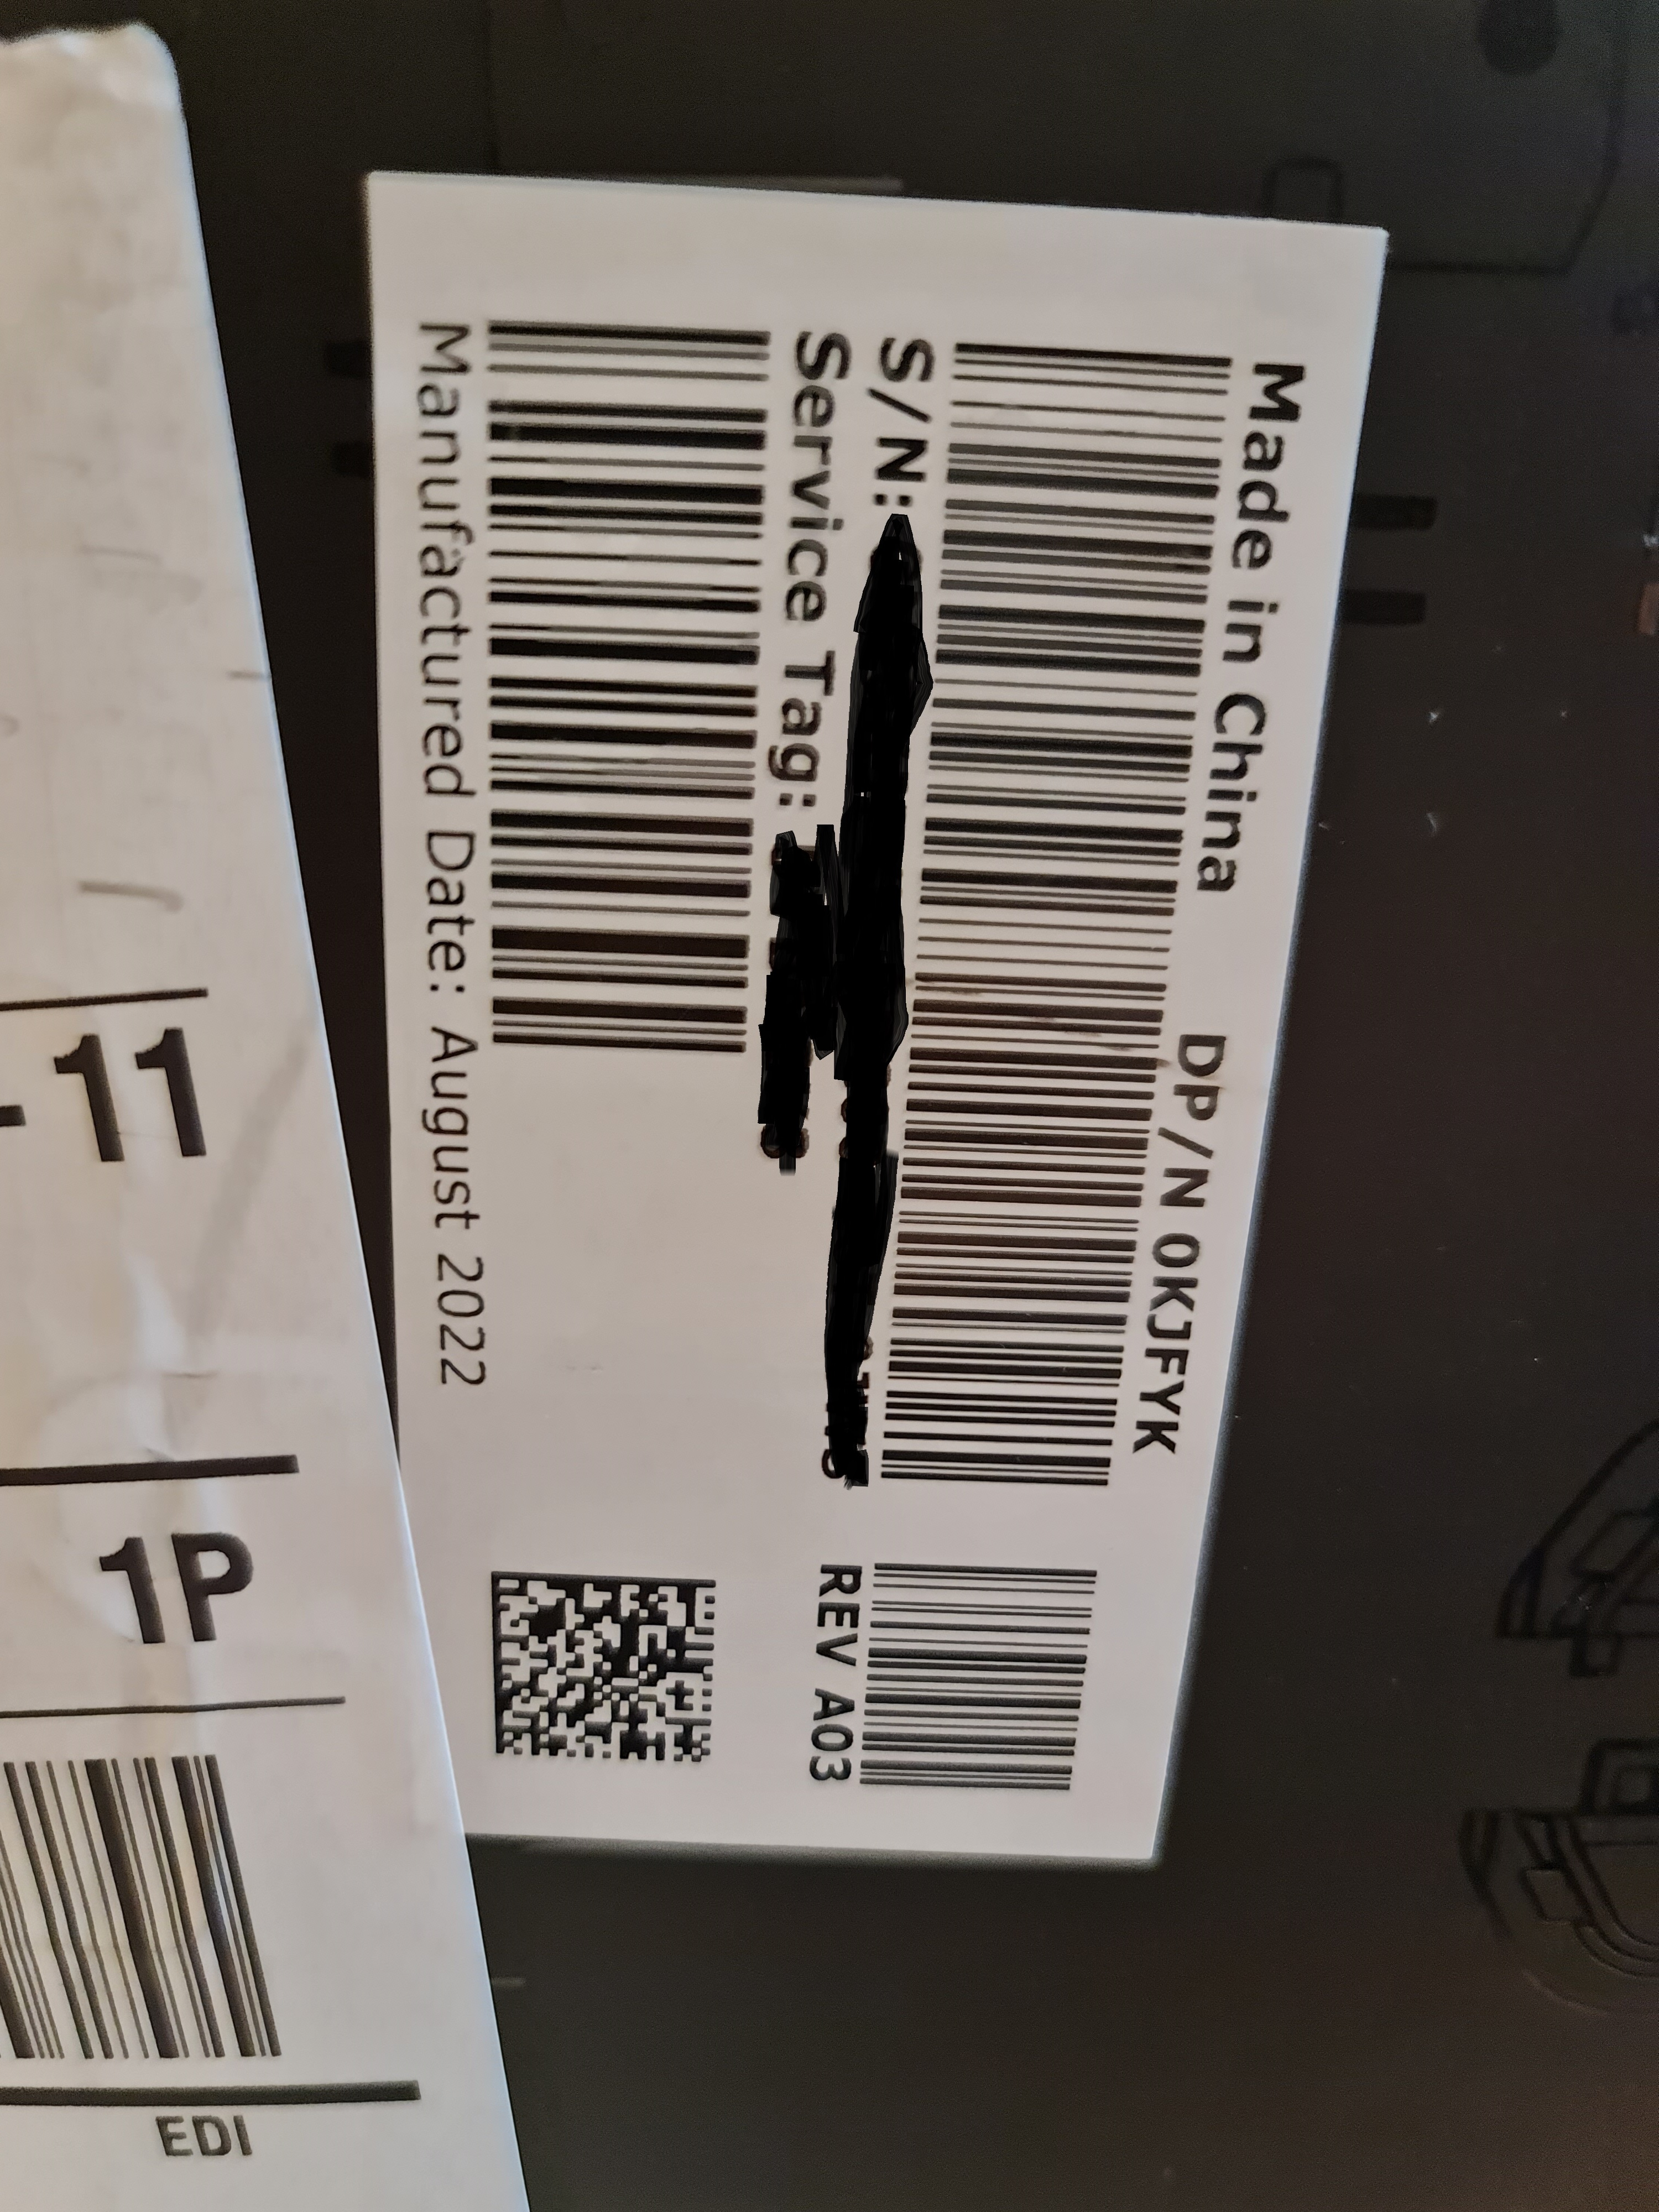 Made in China DP/N 0KJFYK
S/N:
REV A03
Service Tag:
Manufactured Date: August 2022
11
1P
EDI